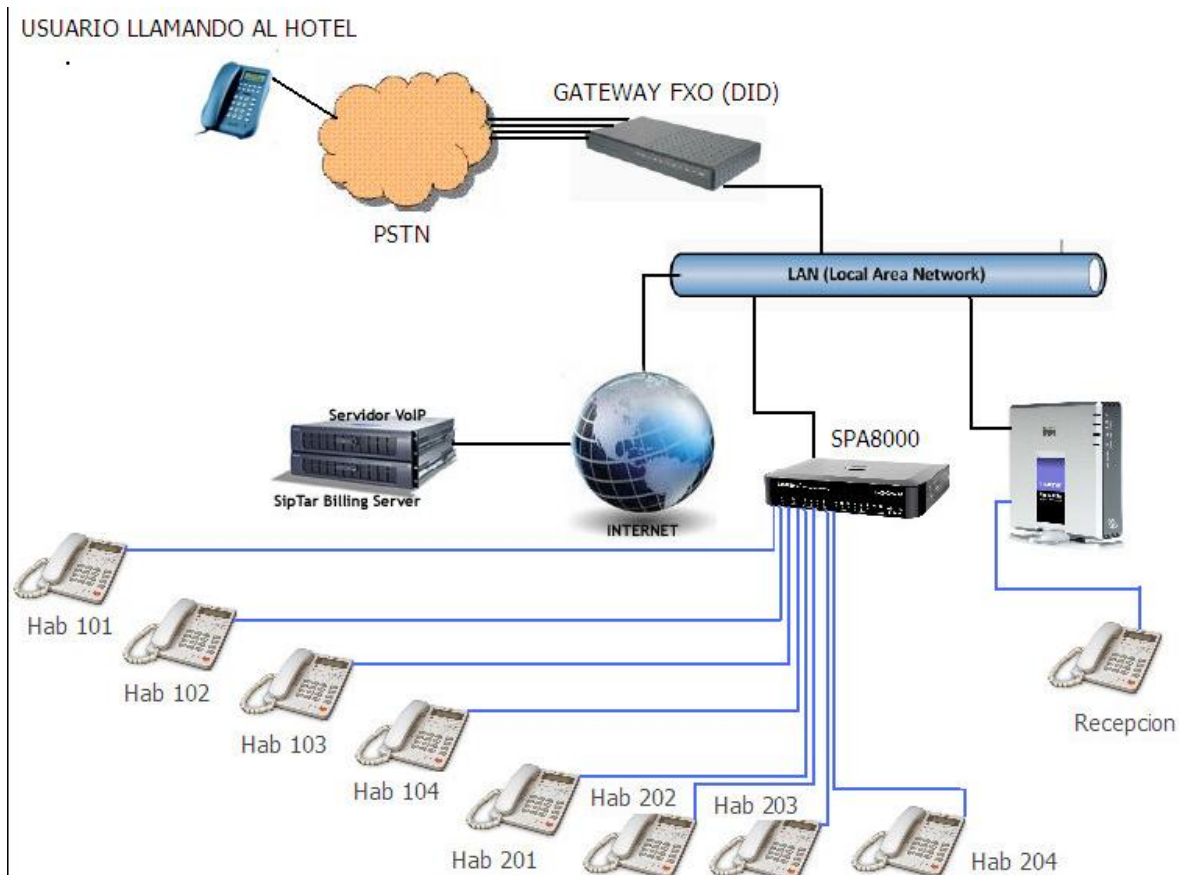 USUARIO LLAMANDO AL HOTEL
.
GATEWAY FXO (DID)
PSTN
LAN (Local Area Network)
Servidor VoIP
SPA8000
SipTar Billing Server
INTERNET
Hab 101
Hab 102
Recepcion
Hab 103
Hab 104
Hab 202
Hab 203
Hab 201
Hab 204